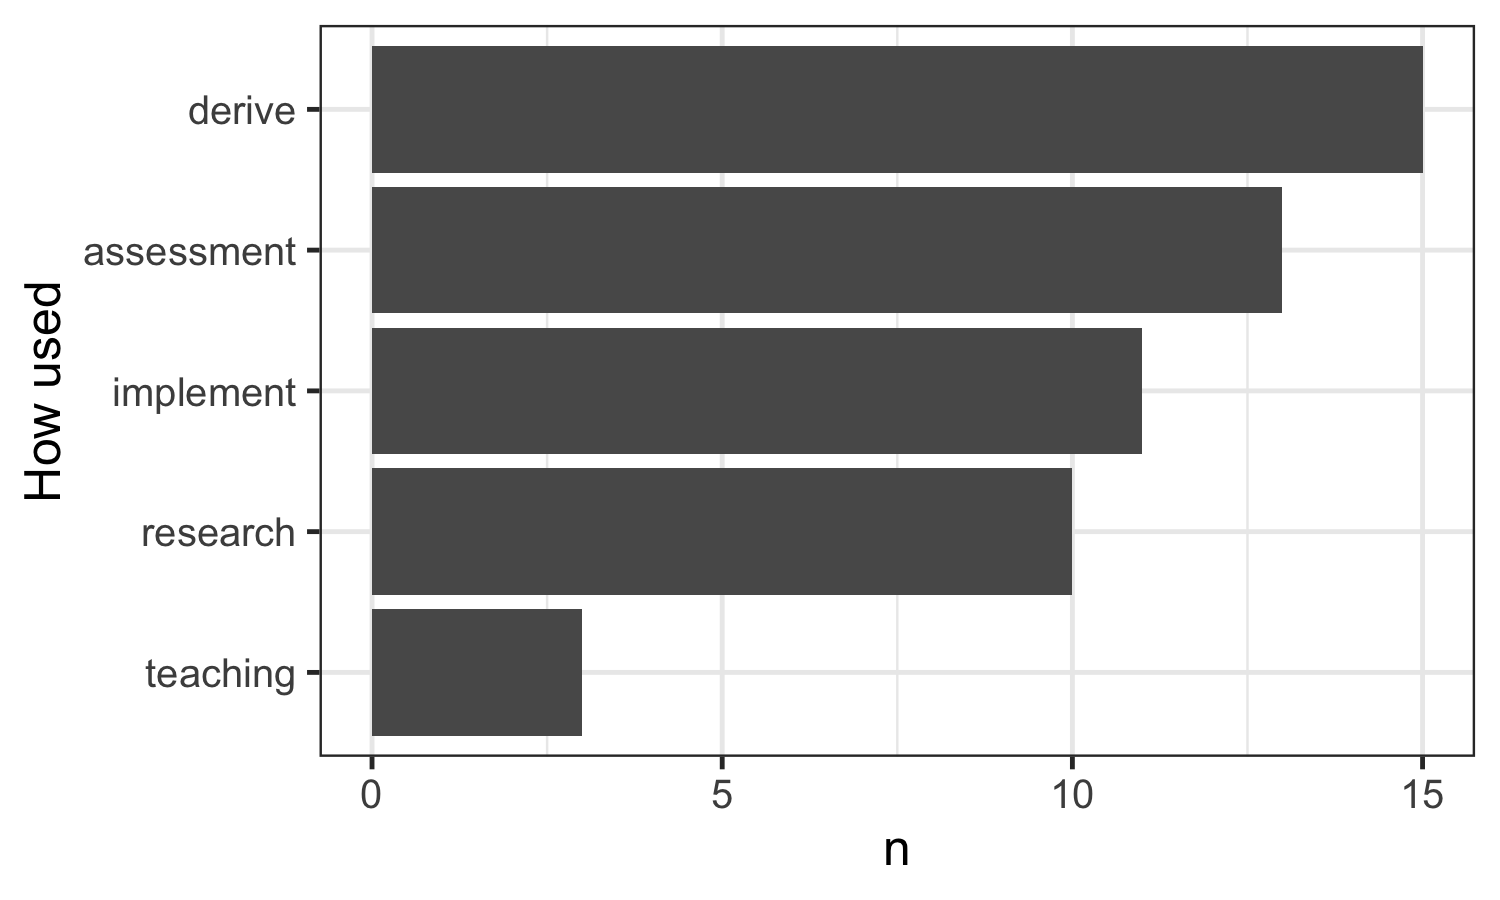 How used
derive
assessment
implement
research
teaching
0 5 10 15
n